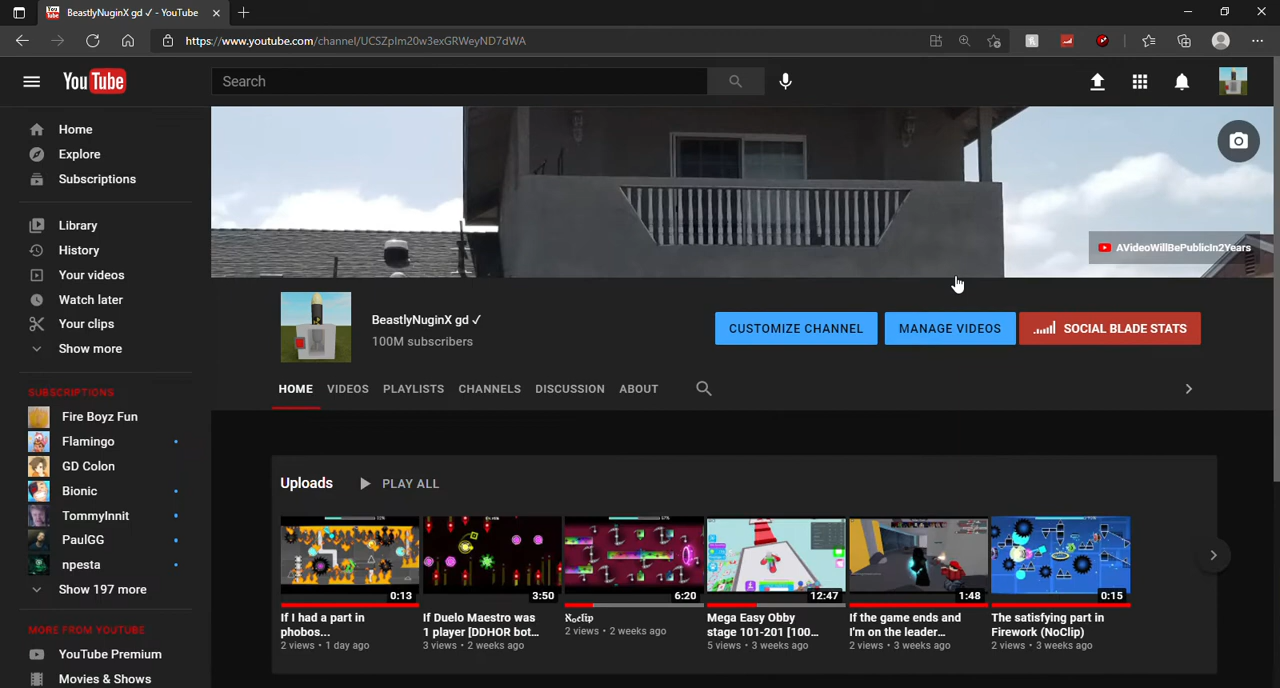 BeastlyNuginX gd ✓ - YouTube
https://www.youtube.com/channel/UCSZpIm20w3exGRWeyND7dWA
YouTube
Search
Home
Explore
Subscriptions
Library
History
Your videos
Watch later
Your clips
Show more
SUBSCRIPTIONS
Fire Boyz Fun
Flamingo
GD Colon
Bionic
TommyInnit
PaulGG
npesta
Show 197 more
MORE FROM YOUTUBE
YouTube Premium
Movies & Shows
AVideoWillBePublicIn2Years
BeastlyNuginX gd ✓
100M subscribers
CUSTOMIZE CHANNEL
MANAGE VIDEOS
SOCIAL BLADE STATS
HOME VIDEOS PLAYLISTS CHANNELS DISCUSSION ABOUT
Uploads
PLAY ALL
0:13
3:50
6:20
12:47
1:48
0:15
If I had a part in
phobos...
2 views • 1 day ago
If Duelo Maestro was
1 player [DDHOR bot...
3 views • 2 weeks ago
Noclip
2 views • 2 weeks ago
Mega Easy Obby
stage 101-201 [100...
5 views • 3 weeks ago
If the game ends and
I'm on the leader...
2 views • 3 weeks ago
The satisfying part in
Firework (NoClip)
2 views • 3 weeks ago